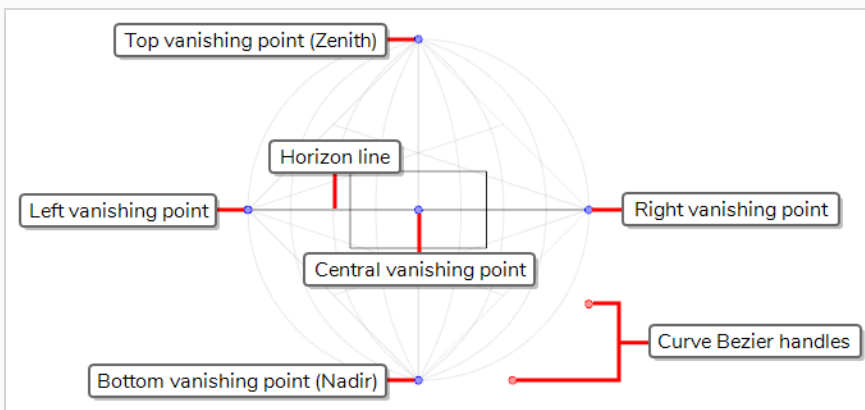 Top vanishing point (Zenith)
Horizon line
Left vanishing point
Right vanishing point
Central vanishing point
Curve Bezier handles
Bottom vanishing point (Nadir)